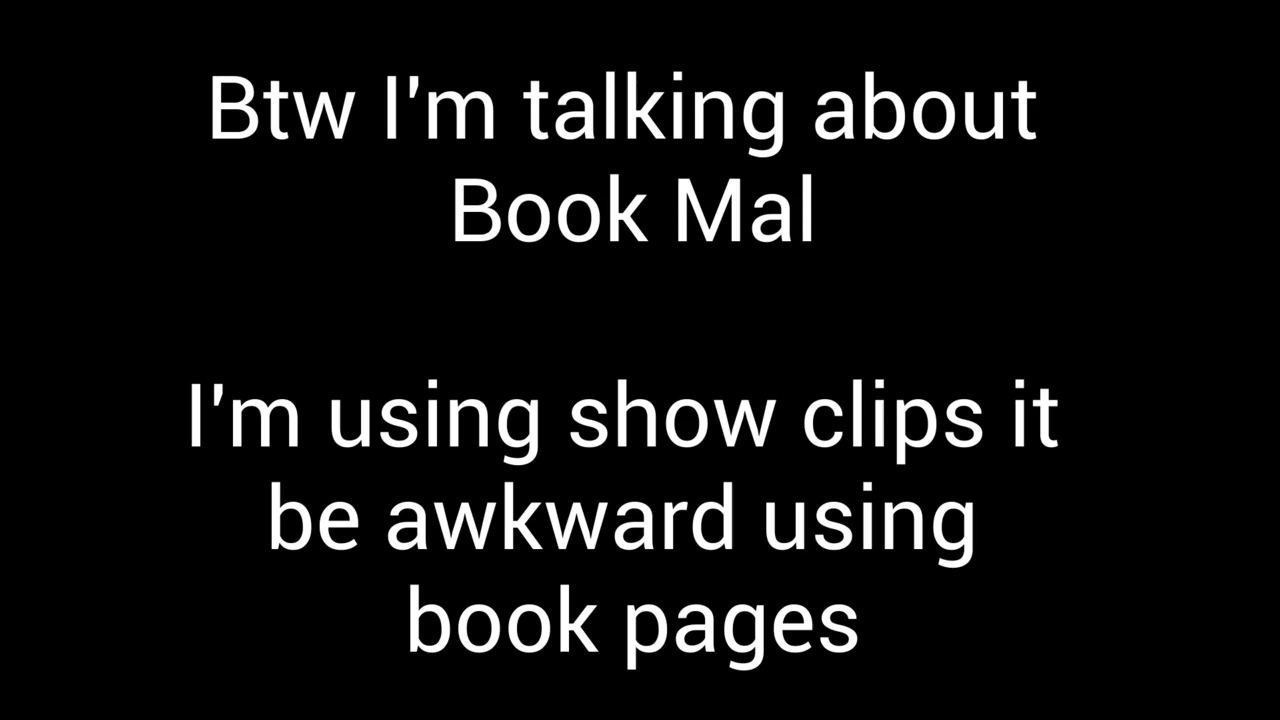 Btw I'm talking about
Book Mal
I'm using show clips it
be awkward using
book pages